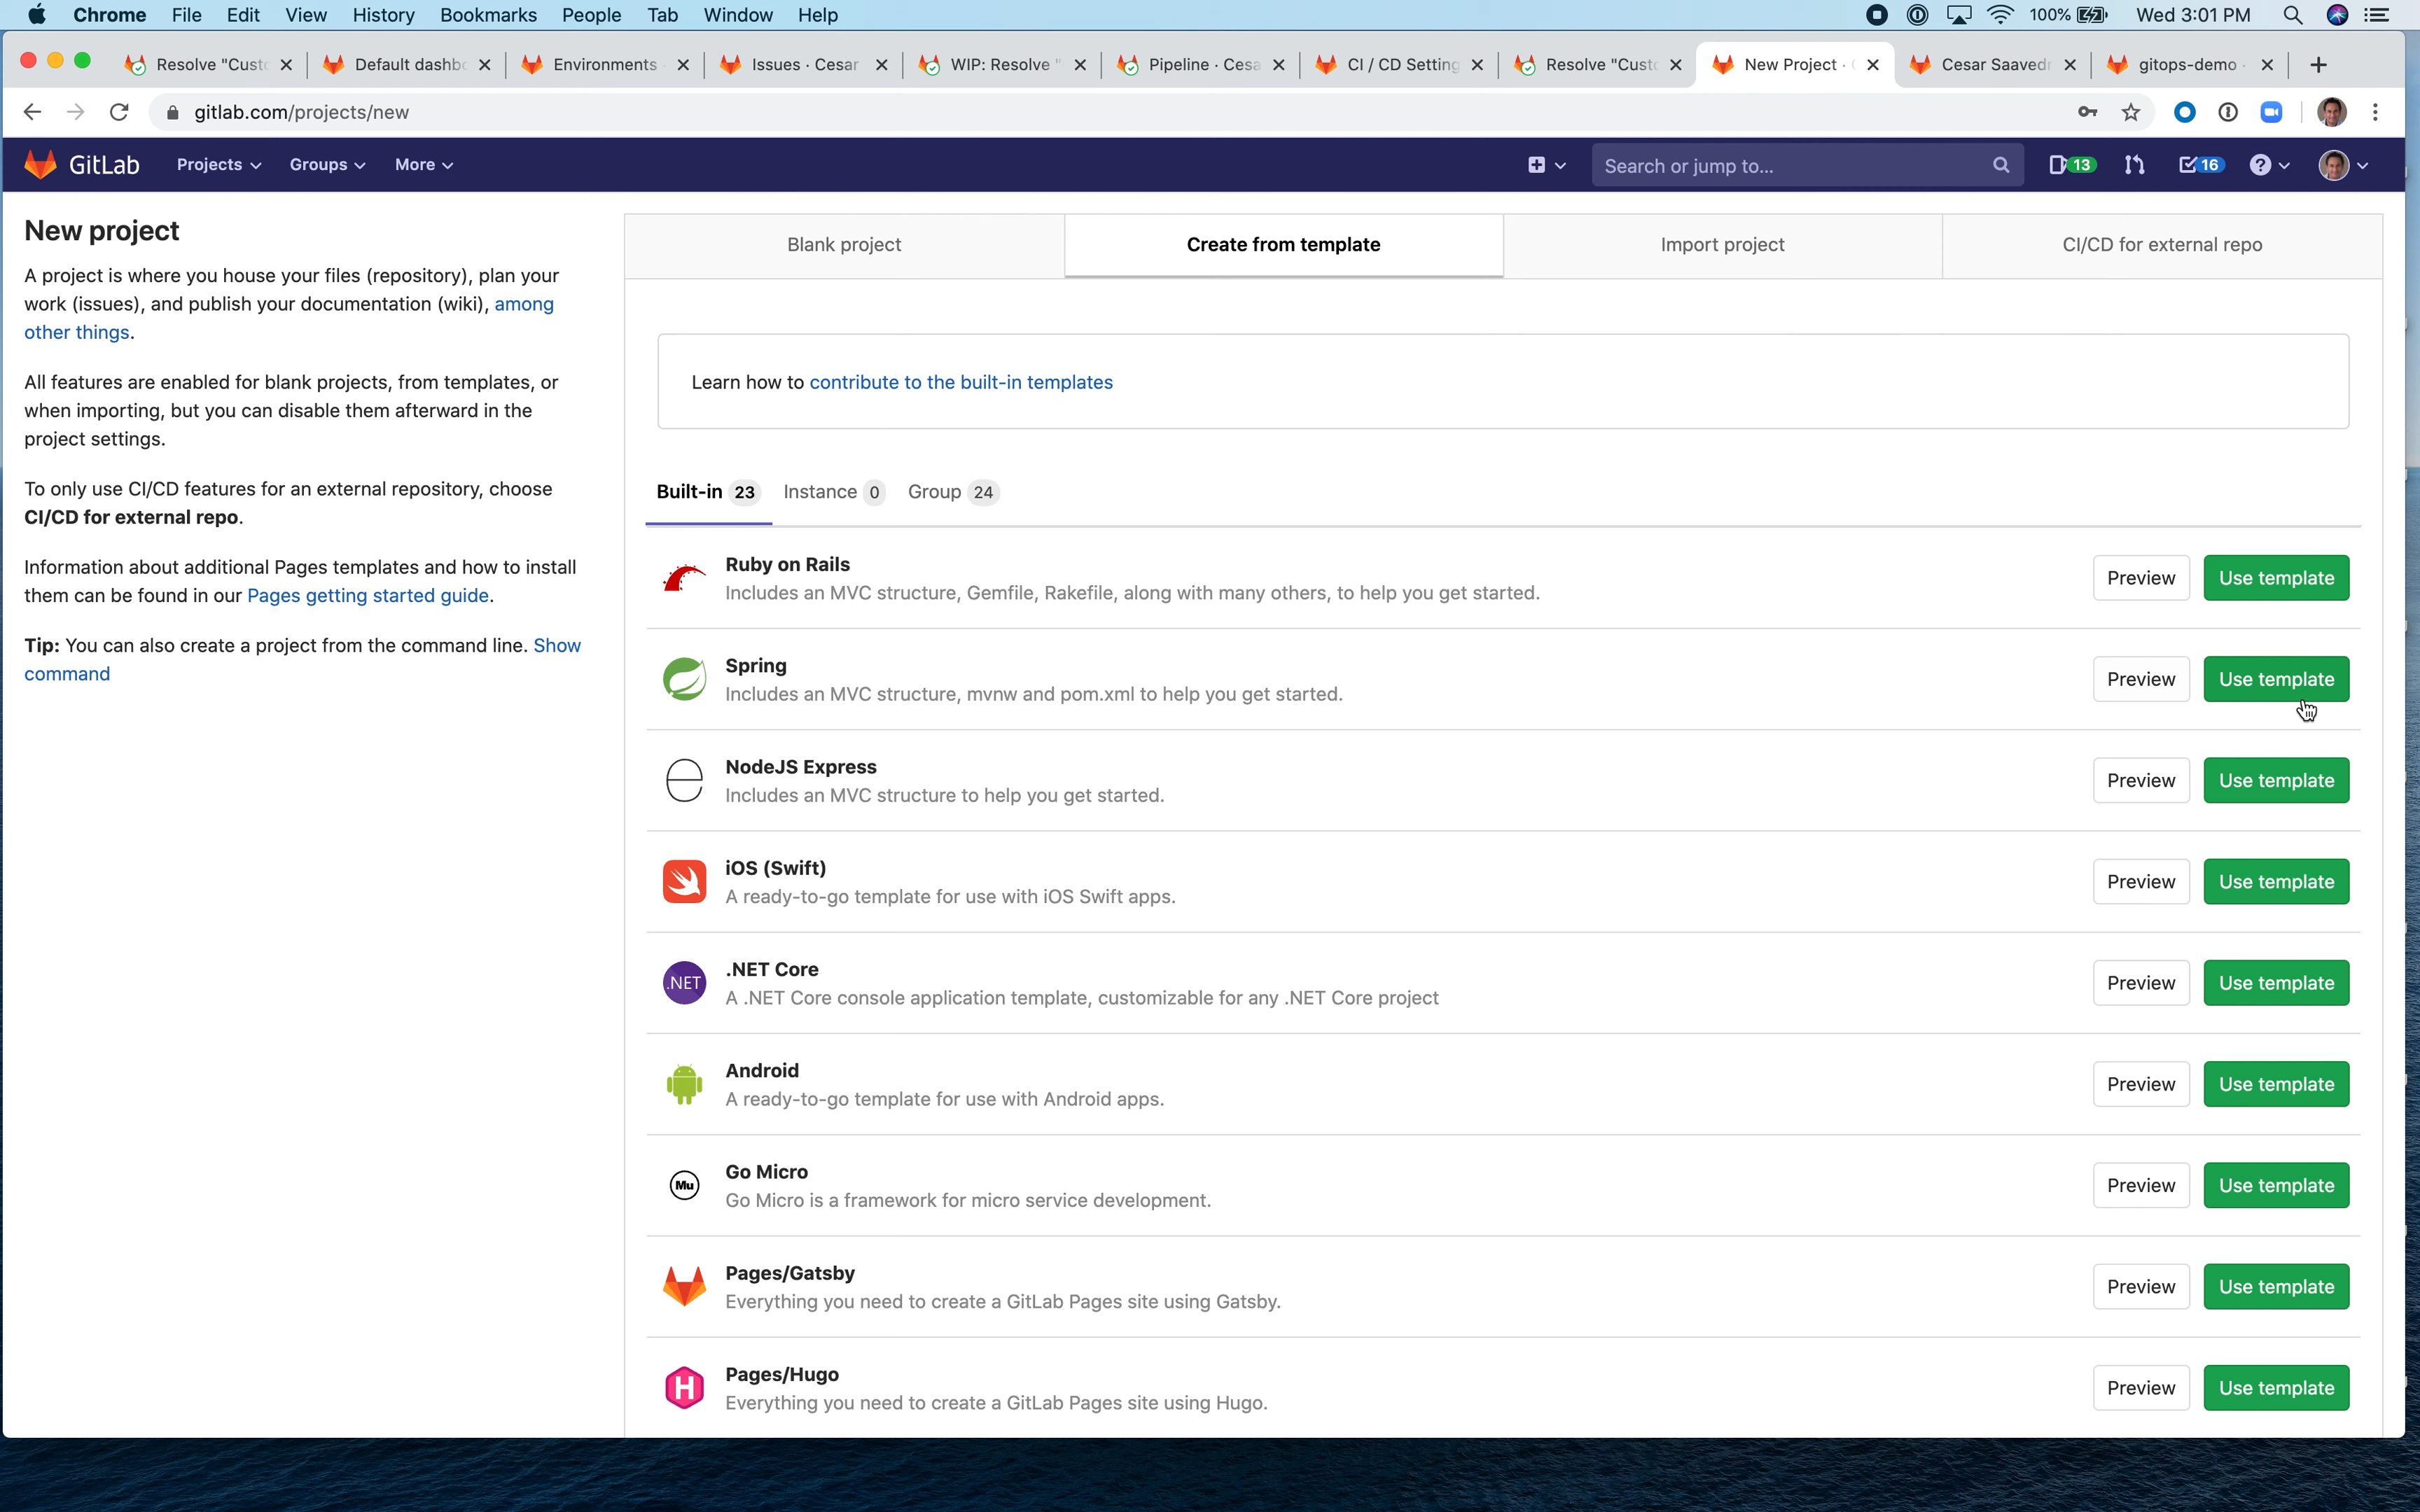 Chrome File Edit View History Bookmarks People Tab Window Help 100% Wed 3:01 PM
Resolve "Custo Default dashbo Environments · Issues · Cesar WIP: Resolve " Pipeline · Cesa CI / CD Setting Resolve "Custo New Project · Cesar Saavedr gitops-demo ·
gitlab.com/projects/new
GitLab Projects Groups More Search or jump to... 13 16
New project
A project is where you house your files (repository), plan your
work (issues), and publish your documentation (wiki), among
other things.
All features are enabled for blank projects, from templates, or
when importing, but you can disable them afterward in the
project settings.
To only use CI/CD features for an external repository, choose
CI/CD for external repo.
Information about additional Pages templates and how to install
them can be found in our Pages getting started guide.
Tip: You can also create a project from the command line. Show
command
Blank project Create from template Import project CI/CD for external repo
Learn how to contribute to the built-in templates
Built-in 23 Instance 0 Group 24
Ruby on Rails
Includes an MVC structure, Gemfile, Rakefile, along with many others, to help you get started.
Preview Use template
Spring
Includes an MVC structure, mvnw and pom.xml to help you get started.
Preview Use template
NodeJS Express
Includes an MVC structure to help you get started.
Preview Use template
iOS (Swift)
A ready-to-go template for use with iOS Swift apps.
Preview Use template
.NET
.NET Core
A .NET Core console application template, customizable for any .NET Core project
Preview Use template
Android
A ready-to-go template for use with Android apps.
Preview Use template
Mu
Go Micro
Go Micro is a framework for micro service development.
Preview Use template
Pages/Gatsby
Everything you need to create a GitLab Pages site using Gatsby.
Preview Use template
H
Pages/Hugo
Everything you need to create a GitLab Pages site using Hugo.
Preview Use template